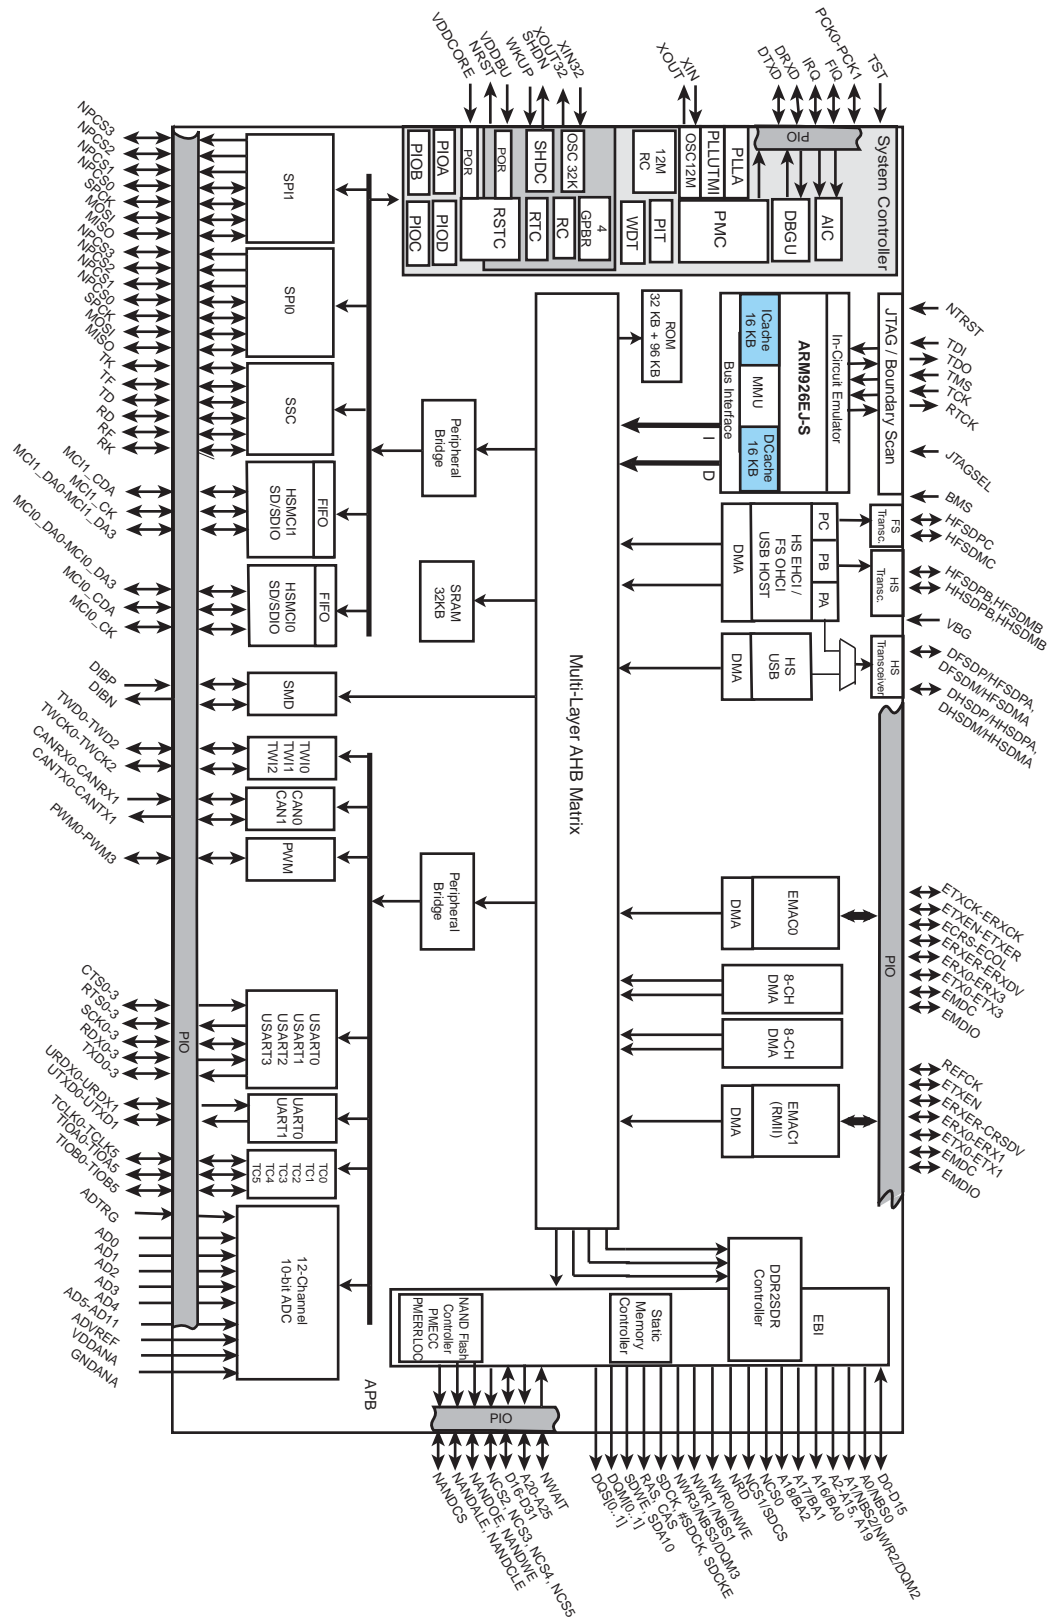 PIO
NTRST
TDI
TDO
TMS
TCK
RTCK
JTAGSEL
BMS
HFSDPC
HFSDMC
HFSDPB,HFSDMB
HHSDPB,HHSDMB
VBG
DFSDP/HFSDPA,
DFSDM/HFSDMA
DHSDP/HHSDPA,
DHSDM/HHSDMA
ETXCK-ERXCK
ETXEN-ETXER
ECRS-ECOL
ERXER-ERXDV
ERX0-ERX3
ETX0-ETX3
EMDC
EMDIO
REFCK
ETXEN
ERXER-CRSDV
ERX0-ERX1
ETX0-ETX1
EMDC
EMDIO
TST
PCK0-PCK1
FIQ
IRQ
DRXD
DTXD
XIN
XOUT
XIN32
XOUT32
SHDN
WKUP
VDDBU
NRST
VDDCORE
System Controller
PIO
AIC
DBGU
PMC
PLLA
PLLUTMI
OSC12M
12M
RC
PIT
WDT
4
GPBR
OSC 32K
RC
SHDC
RTC
POR
RSTC
POR
PIOA
PIOB
PIOD
PIOC
JTAG / Boundary Scan
In-Circuit Emulator
ARM926EJ-S
ICache
16 KB
MMU
DCache
16 KB
Bus Interface
I
D
ROM
32 KB + 96 KB
FS
Transc.
HS
Transc.
HS
Transceiver
PC
PB
PA
HS EHCI /
FS OHCI
USB HOST
DMA
HS
USB
DMA
EMAC0
DMA
8-CH
DMA
8-CH
DMA
EMAC1
(RMII)
DMA
Multi-Layer AHB Matrix
Peripheral
Bridge
SRAM
32KB
Peripheral
Bridge
DDR2SDR
Controller
EBI
Static
Memory
Controller
NAND Flash
Controller
PMECC
PMERRLOC
APB
PIO
SPI1
SPI0
SSC
FIFO
HSMCI1
SD/SDIO
FIFO
HSMCI0
SD/SDIO
SMD
TWI0
TWI1
TWI2
CAN0
CAN1
PWM
USART0
USART1
USART2
USART3
UART0
UART1
TC0
TC1
TC2
TC3
TC4
TC5
12-Channel
10-bit ADC
PIO
NPCS3
NPCS2
NPCS1
NPCS0
SPCK
MOSI
MISO
NPCS3
NPCS2
NPCS1
NPCS0
SPCK
MOSI
MISO
TK
TF
TD
RD
RF
RK
MCI1_CDA
MCI1_CK
MCI1_DA0-MCI1_DA3
MCI0_DA0-MCI0_DA3
MCI0_CDA
MCI0_CK
DIBP
DIBN
TWD0-TWD2
TWCK0-TWCK2
CANRX0-CANRX1
CANTX0-CANTX1
PWM0-PWM3
CTS0-3
RTS0-3
SCK0-3
RDX0-3
TXD0-3
URDX0-URDX1
UTXD0-UTXD1
TCLK0-TCLK5
TIOA0-TIOA5
TIOB0-TIOB5
ADTRG
AD0
AD1
AD2
AD3
AD4
AD5-AD11
ADVREF
VDDANA
GNDANA
D0-D15
A0/NBS0
A1/NBS2/NWR2/DQM2
A2-A15, A19
A16/BA0
A17/BA1
A18/BA2
NCS0
NCS1/SDCS
NRD
NWR0/NWE
NWR1/NBS1
NWR3/NBS3/DQM3
SDCK, #SDCK, SDCKE
RAS, CAS
SDWE, SDA10
DQM[0..1]
DQS[0..1]
NWAIT
A20-A25
D16-D31
NCS2, NCS3, NCS4, NCS5
NANDOE, NANDWE
NANDALE, NANDCLE
NANDCS